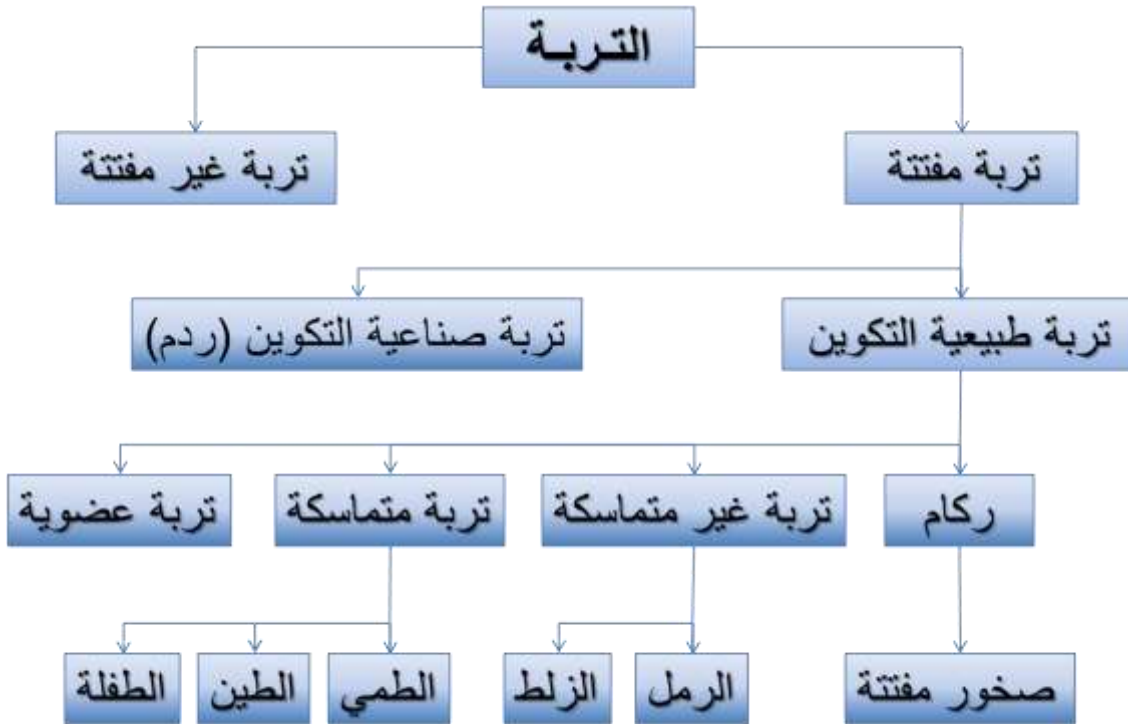 التـربـة
تربة مفتتة
تربة غير مفتتة
تربة طبيعية التكوين
تربة صناعية التكوين (ردم)
ركام
تربة غير متماسكة
تربة متماسكة
تربة عضوية
صخور مفتتة
الرمل
الزلط
الطمي
الطين
الطفلة